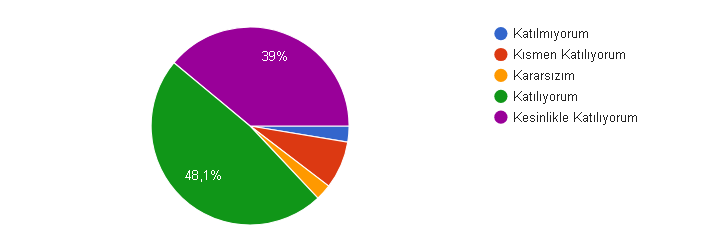 39%
48,1%
Katılmıyorum
Kısmen Katılıyorum
Kararsızım
Katılıyorum
Kesinlikle Katılıyorum